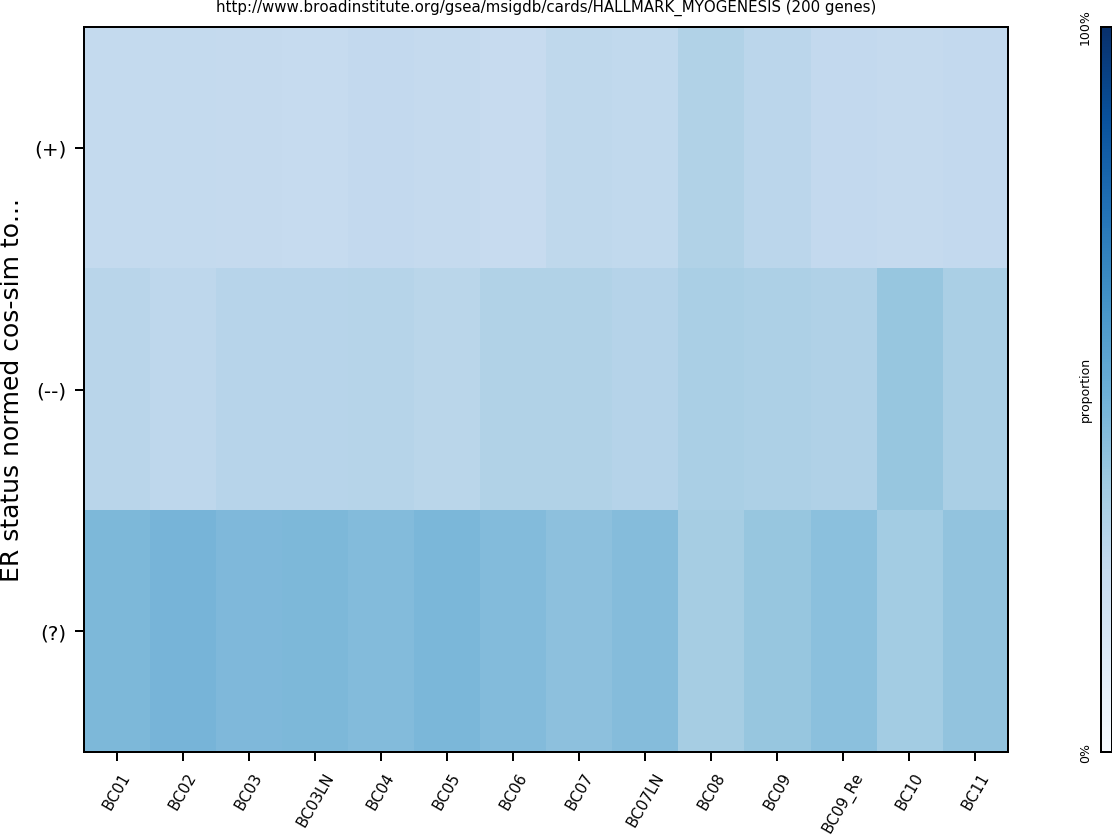 http://www.broadinstitute.org/gsea/msigdb/cards/HALLMARK_MYOGENESIS (200 genes)
ER status normed cos-sim to...
(+)
(--)
(?)
BC01
BC02
BC03
BC03LN
BC04
BC05
BC06
BC07
BC07LN
BC08
BC09
BC09_Re
BC10
BC11
100%
proportion
0%